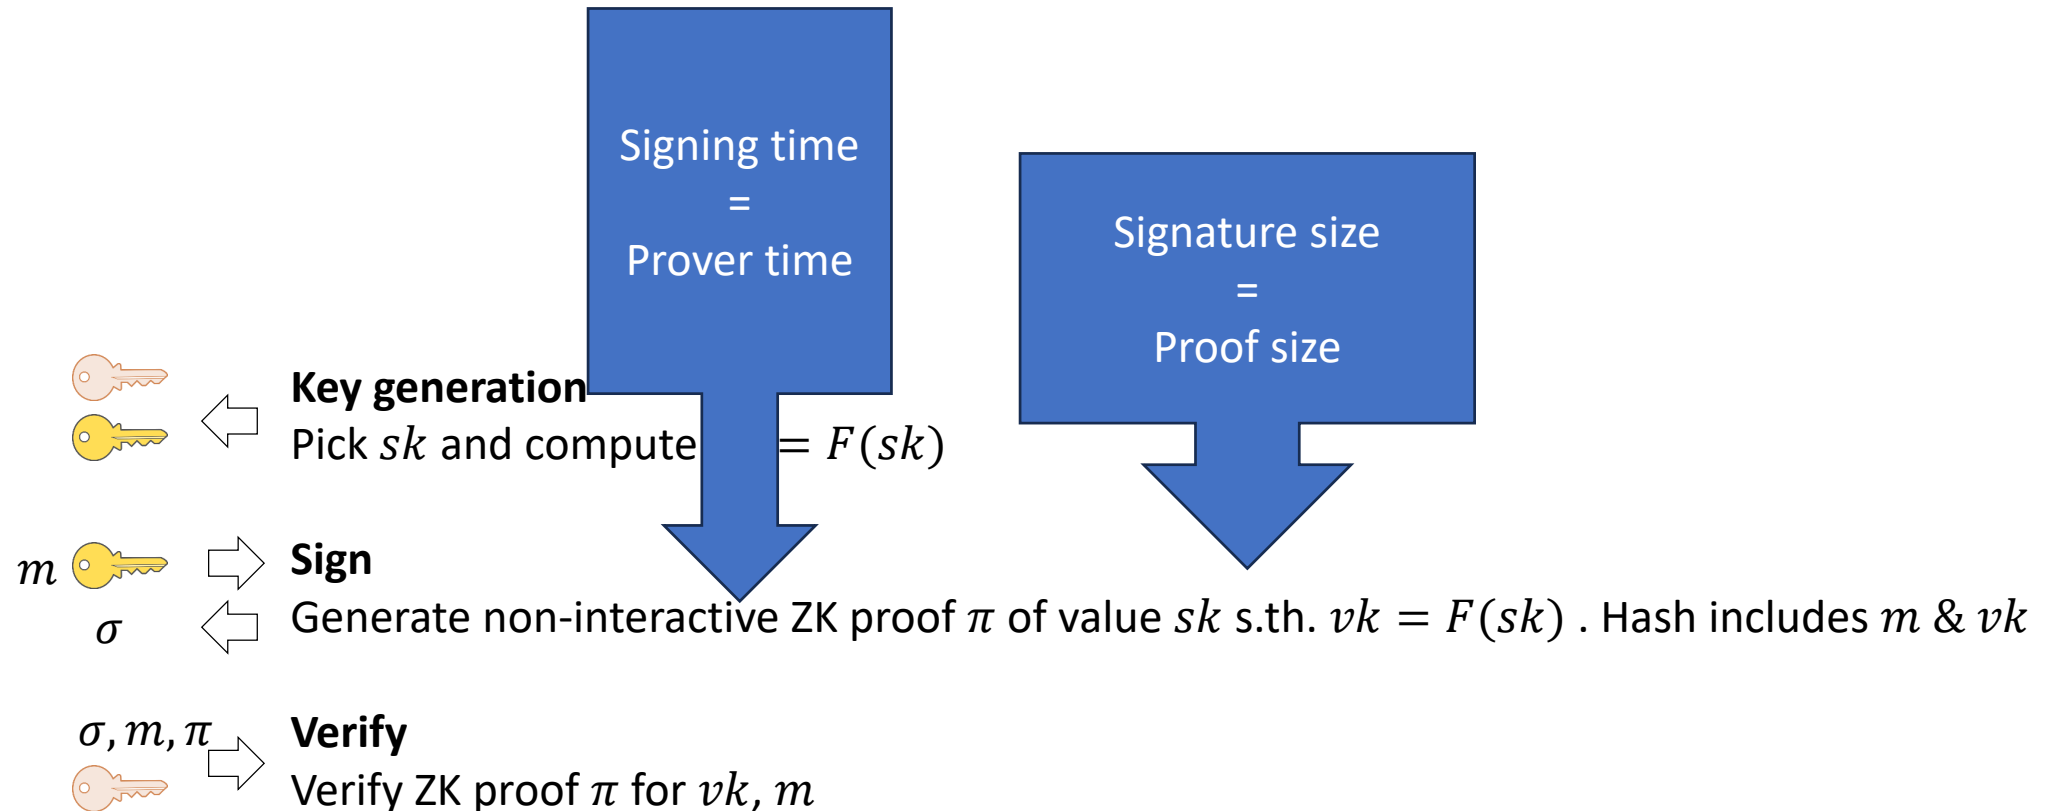 Signing time
=
Prover time
Signature size
=
Proof size
Key generation
Pick sk and compute = F(sk)
m
Sign
σ
Generate non-interactive ZK proof π of value sk s.th. vk = F(sk) . Hash includes m & vk
σ, m, π
Verify
Verify ZK proof π for vk, m